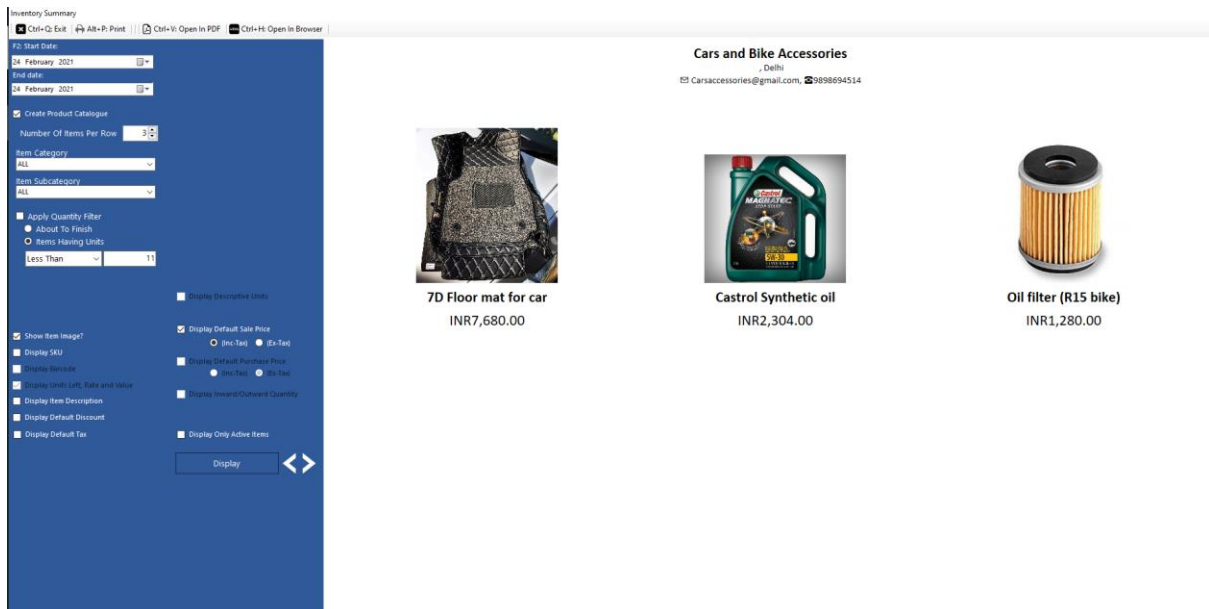 Inventory Summary
Ctrl+Q: Exit Alt+P: Print Ctrl+V: Open In PDF Ctrl+H: Open In Browser
F2: Start Date:
24 February 2021
End date:
24 February 2021
Create Product Catalogue
Number Of Items Per Row 3
Item Category
ALL
Item Subcategory
ALL
Apply Quantity Filter
About To Finish
Items Having Units
Less Than 11
Display Descriptive Units
Show Item Image?
Display Default Sale Price
(Inc-Tax) (Ex-Tax)
Display SKU
Display Default Purchase Price
Display Barcode
(Inc-Tax) (Ex-Tax)
Display Units Left, Rate and Value
Display Inward/Outward Quantity
Display Item Description
Display Default Discount
Display Default Tax
Display Only Active Items
Display
Cars and Bike Accessories
, Delhi
Carsaccessories@gmail.com, 9898694514
Castrol
MAGNATEC
STOP-START
5W-30
7D Floor mat for car
INR7,680.00
Castrol Synthetic oil
INR2,304.00
Oil filter (R15 bike)
INR1,280.00